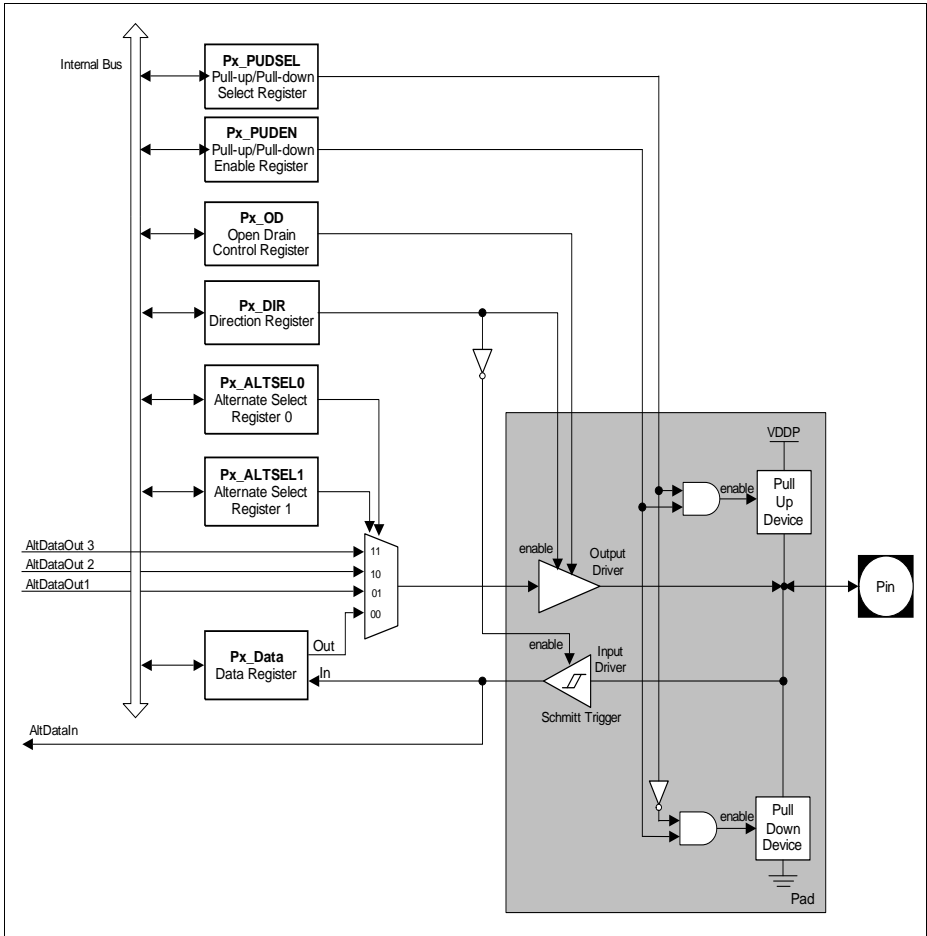 Internal Bus
Px_PUDSEL
Pull-up/Pull-down
Select Register
Px_PUDEN
Pull-up/Pull-down
Enable Register
Px_OD
Open Drain
Control Register
Px_DIR
Direction Register
Px_ALTSEL0
Alternate Select
Register 0
Px_ALTSEL1
Alternate Select
Register 1
AltDataOut 3
AltDataOut 2
AltDataOut1
11
10
01
00
Px_Data
Data Register
Out
In
AltDataIn
enable
Output
Driver
enable
Input
Driver
Schmitt Trigger
VDDP
enable
Pull
Up
Device
Pin
enable
Pull
Down
Device
Pad